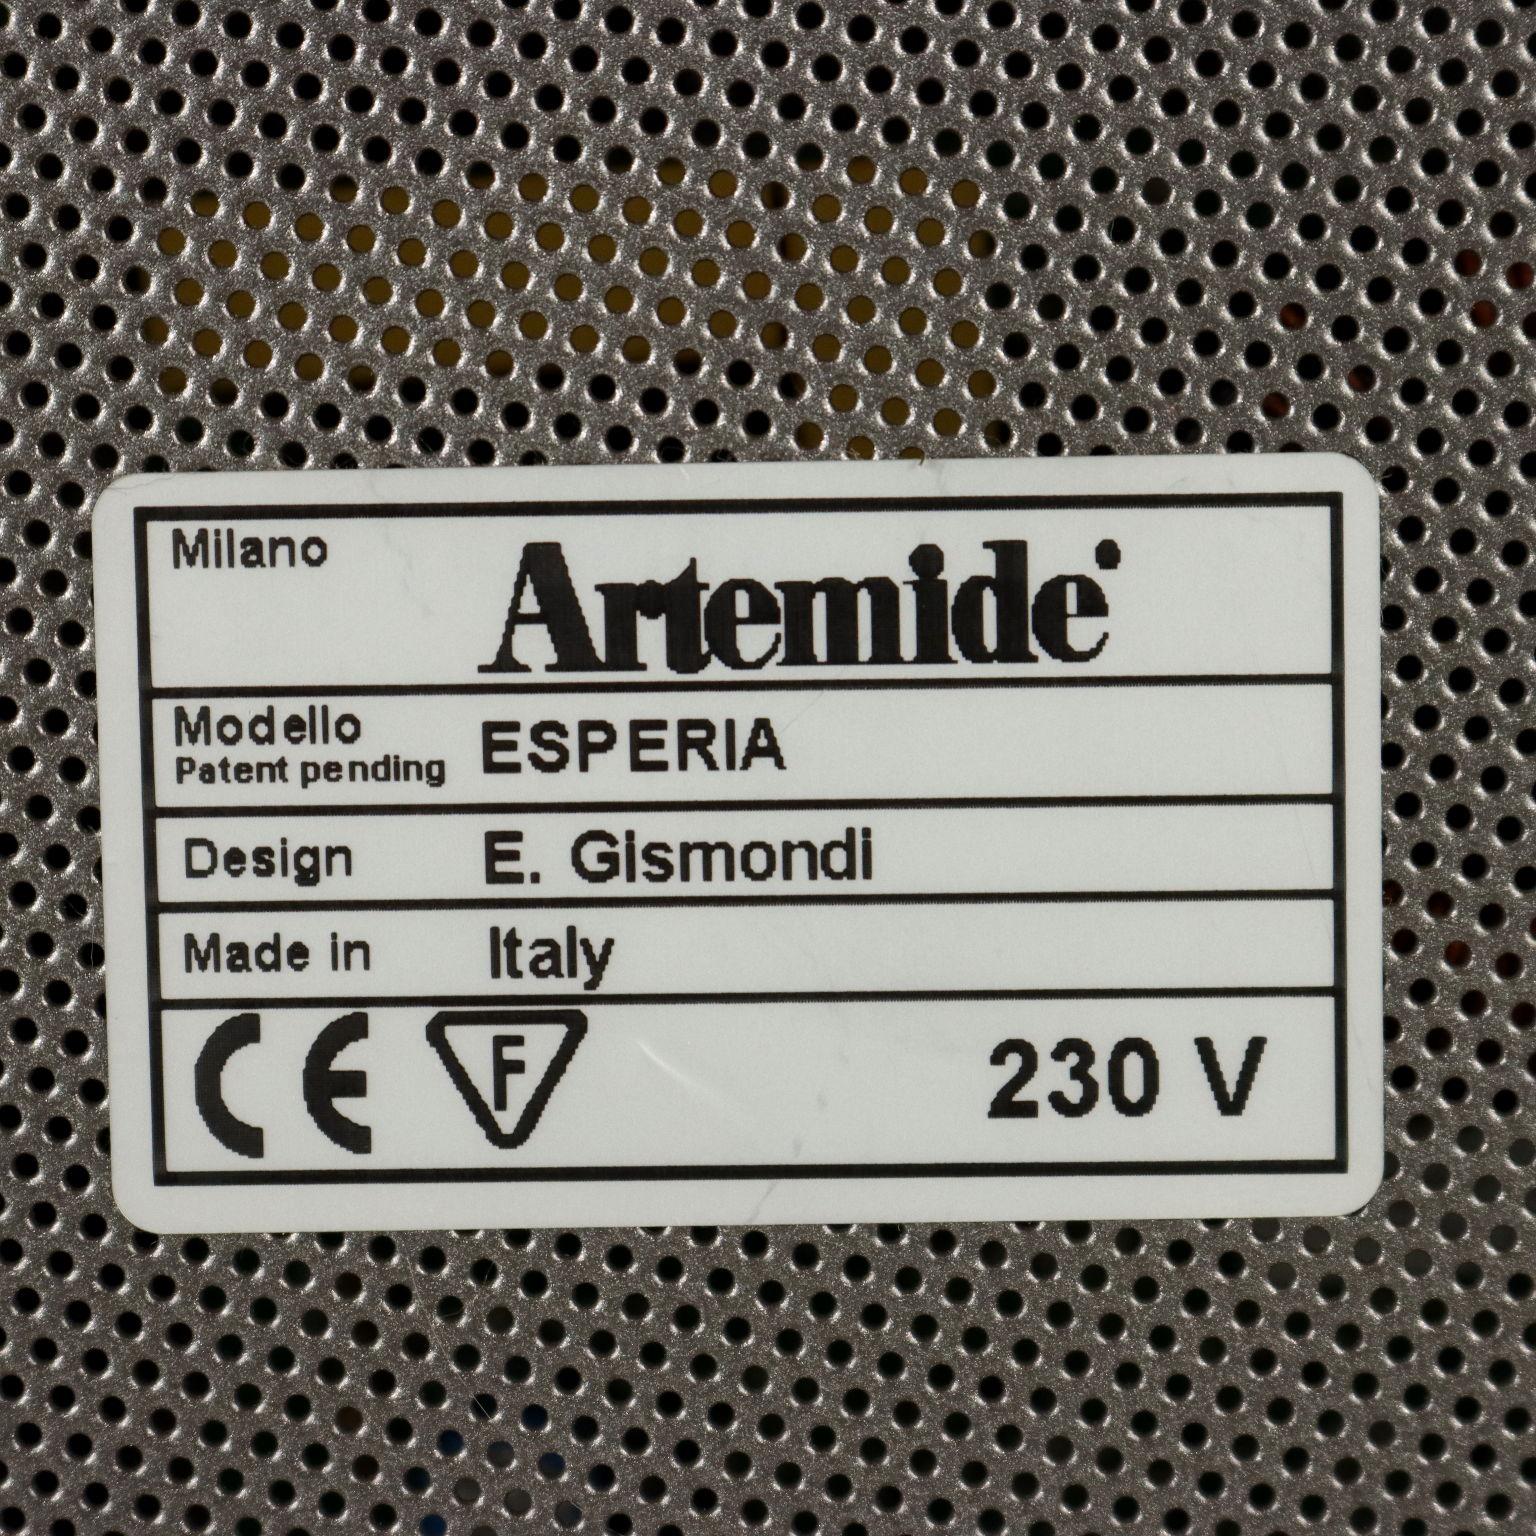 Milano
Artemide
Modello ESPERIA
Patent pending
Design E. Gismondi
Made in Italy
CE F 230 V